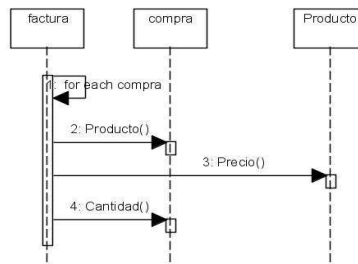 factura
compra
Producto
1: for each compra
2: Producto()
3: Precio()
4: Cantidad()